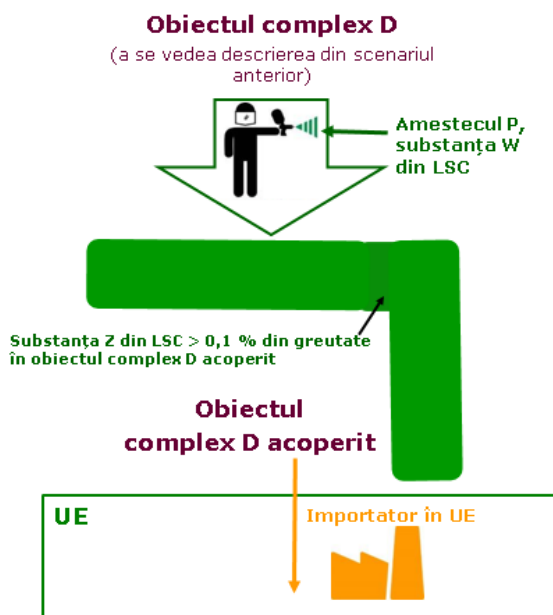 Obiectul complex D
(a se vedea descrierea din scenariul
anterior)
Amestecul P,
substanța W
din LSC
Substanța Z din LSC > 0,1 % din greutate
în obiectul complex D acoperit
Obiectul
complex D acoperit
UE
Importator în UE